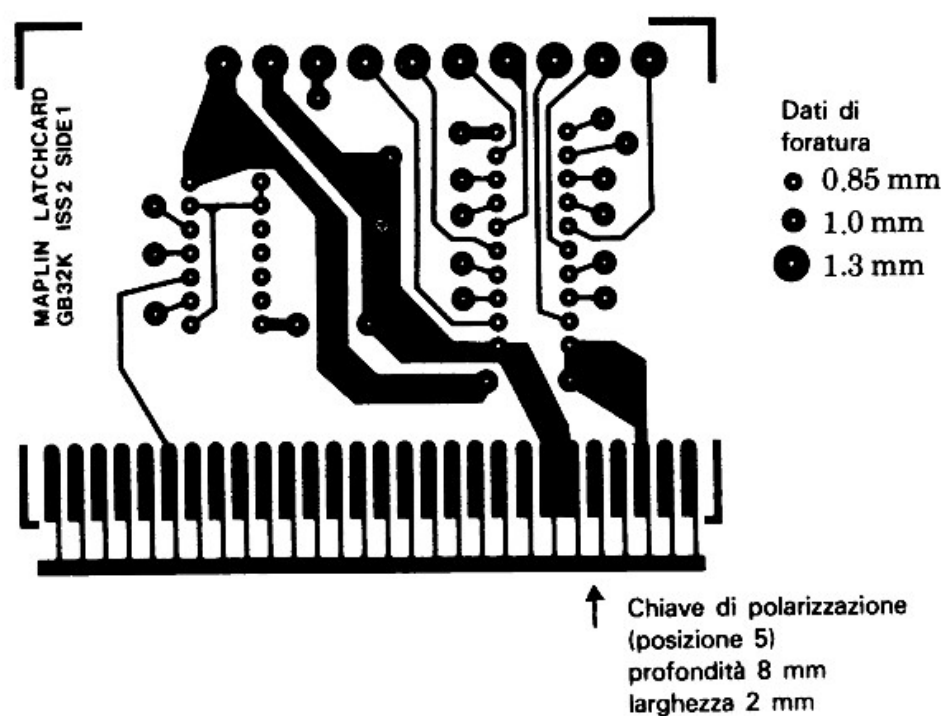 MAPLIN LATCHCARD
GB32K ISS2 SIDE1
Dati di
foratura
0.85 mm
1.0 mm
1.3 mm
Chiave di polarizzazione
(posizione 5)
profondità 8 mm
larghezza 2 mm